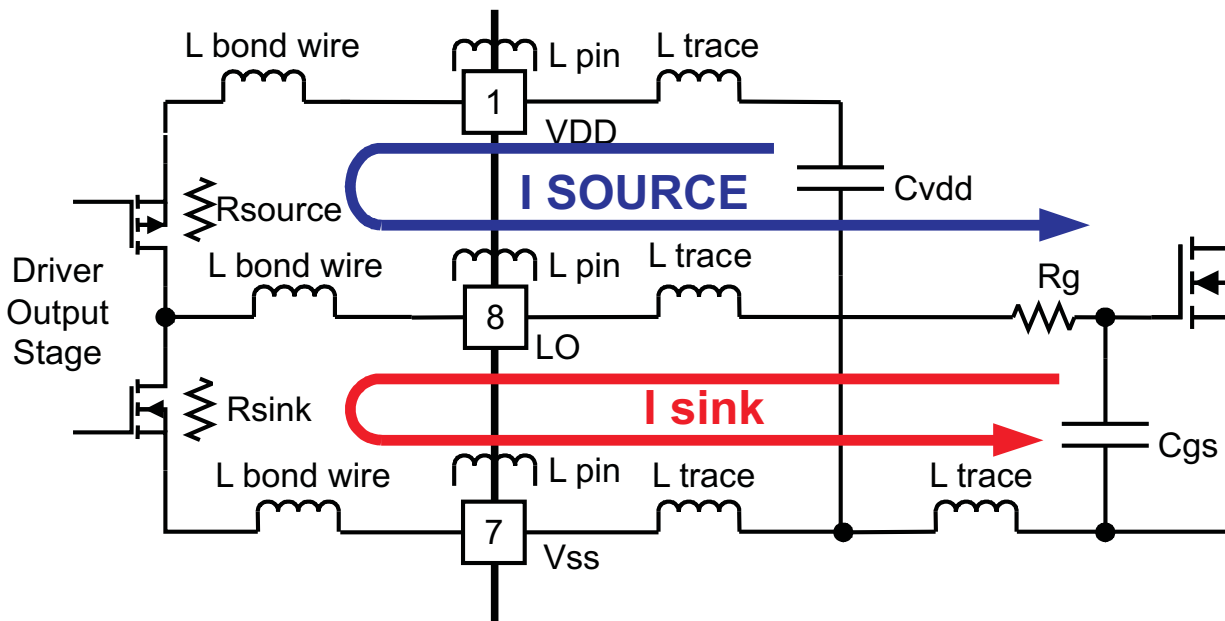 L bond wire
L pin
L trace
1
VDD
I SOURCE
Cvdd
Rsource
L bond wire
L pin
L trace
Rg
Driver
Output
Stage
8
LO
I sink
Rsink
Cgs
L bond wire
L pin
L trace
L trace
7
Vss